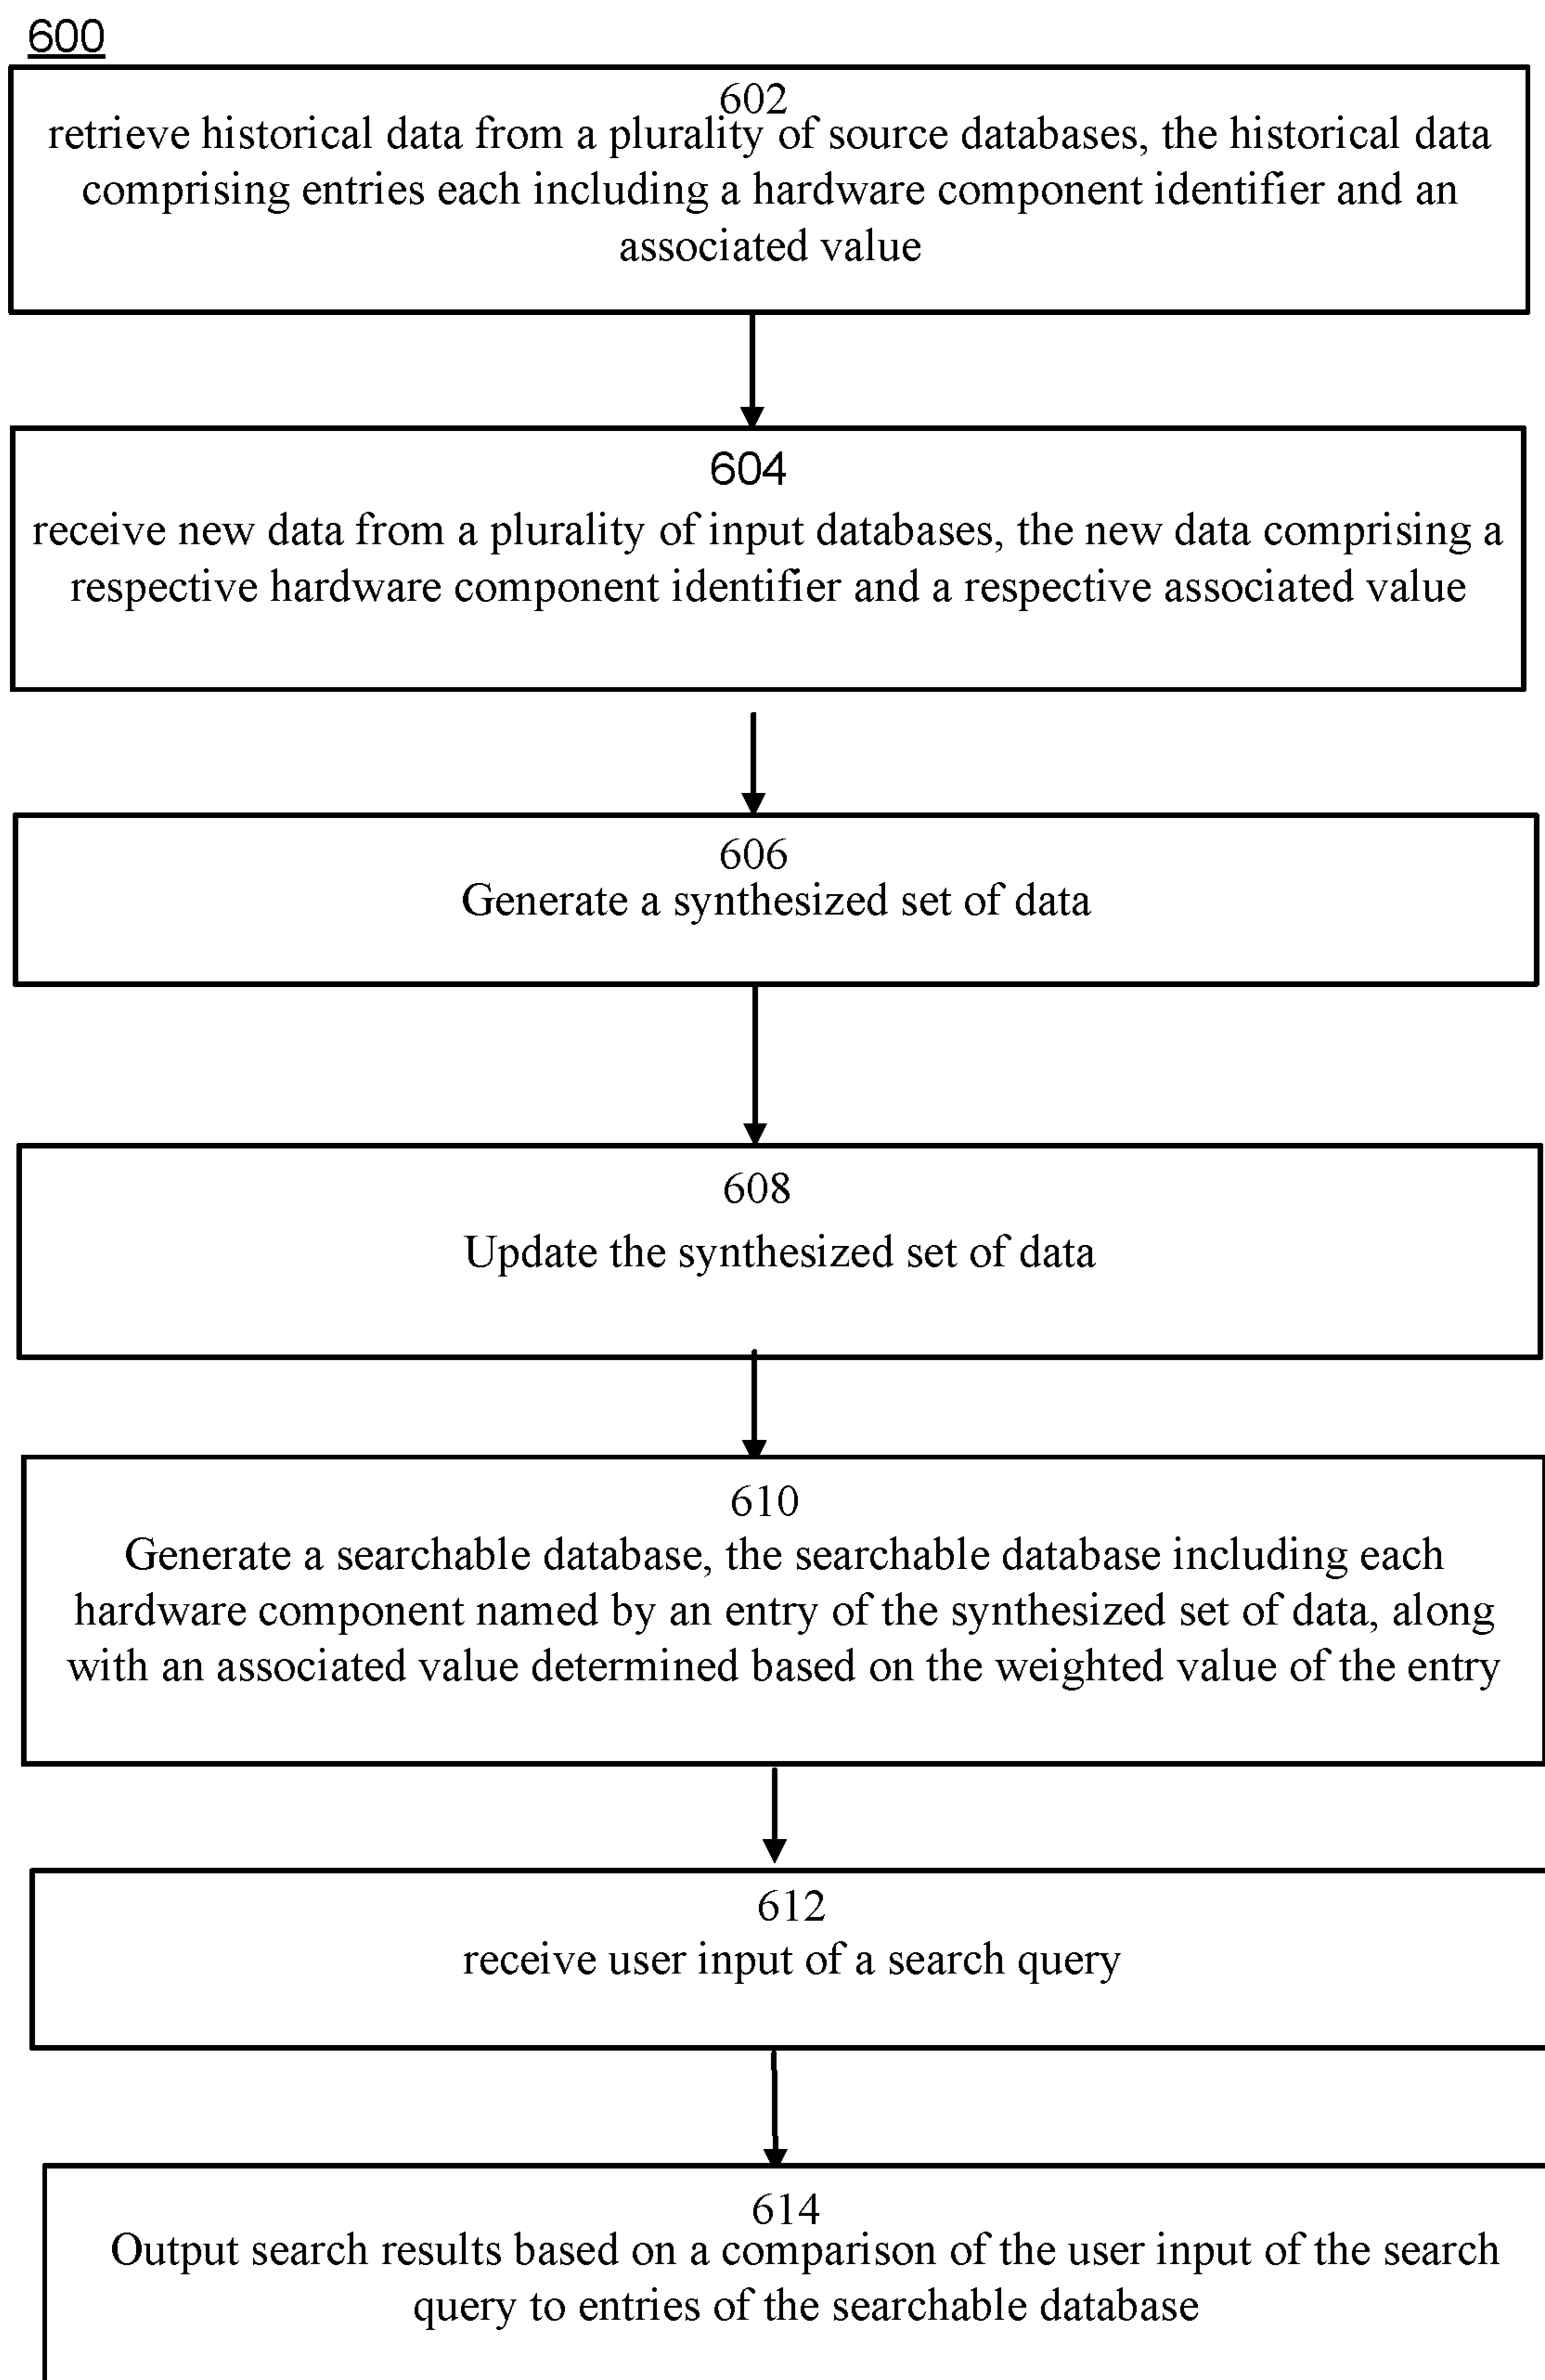 600
602
retrieve historical data from a plurality of source databases, the historical data
comprising entries each including a hardware component identifier and an
associated value
604
receive new data from a plurality of input databases, the new data comprising a
respective hardware component identifier and a respective associated value
606
Generate a synthesized set of data
608
Update the synthesized set of data
610
Generate a searchable database, the searchable database including each
hardware component named by an entry of the synthesized set of data, along
with an associated value determined based on the weighted value of the entry
612
receive user input of a search query
614
Output search results based on a comparison of the user input of the search
query to entries of the searchable database